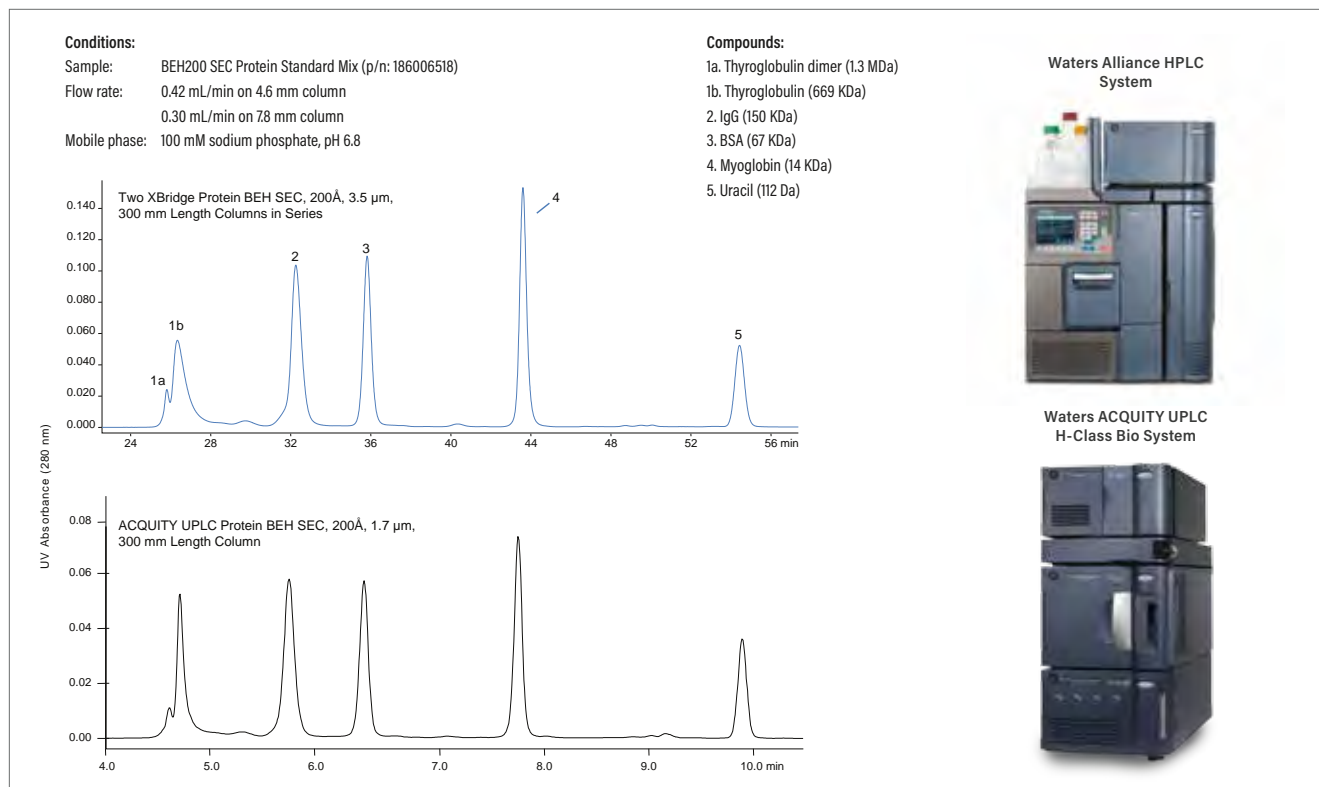 Conditions:
Sample: BEH200 SEC Protein Standard Mix (p/n: 186006518)
Flow rate: 0.42 mL/min on 4.6 mm column
0.30 mL/min on 7.8 mm column
Mobile phase: 100 mM sodium phosphate, pH 6.8
Compounds:
1a. Thyroglobulin dimer (1.3 MDa)
1b. Thyroglobulin (669 KDa)
2. IgG (150 KDa)
3. BSA (67 KDa)
4. Myoglobin (14 KDa)
5. Uracil (112 Da)
Waters Alliance HPLC
System
Two XBridge Protein BEH SEC, 200Å, 3.5 µm,
300 mm Length Columns in Series
0.140
0.120
0.100
0.080
0.060
0.040
0.020
0.000
1a
1b
2
3
4
5
24 28 32 36 40 44 48 52 56 min
UV Absorbance (280 nm)
ACQUITY UPLC Protein BEH SEC, 200Å, 1.7 µm,
300 mm Length Column
0.08
0.06
0.04
0.02
0.00
4.0 5.0 6.0 7.0 8.0 9.0 10.0 min
Waters ACQUITY UPLC
H-Class Bio System